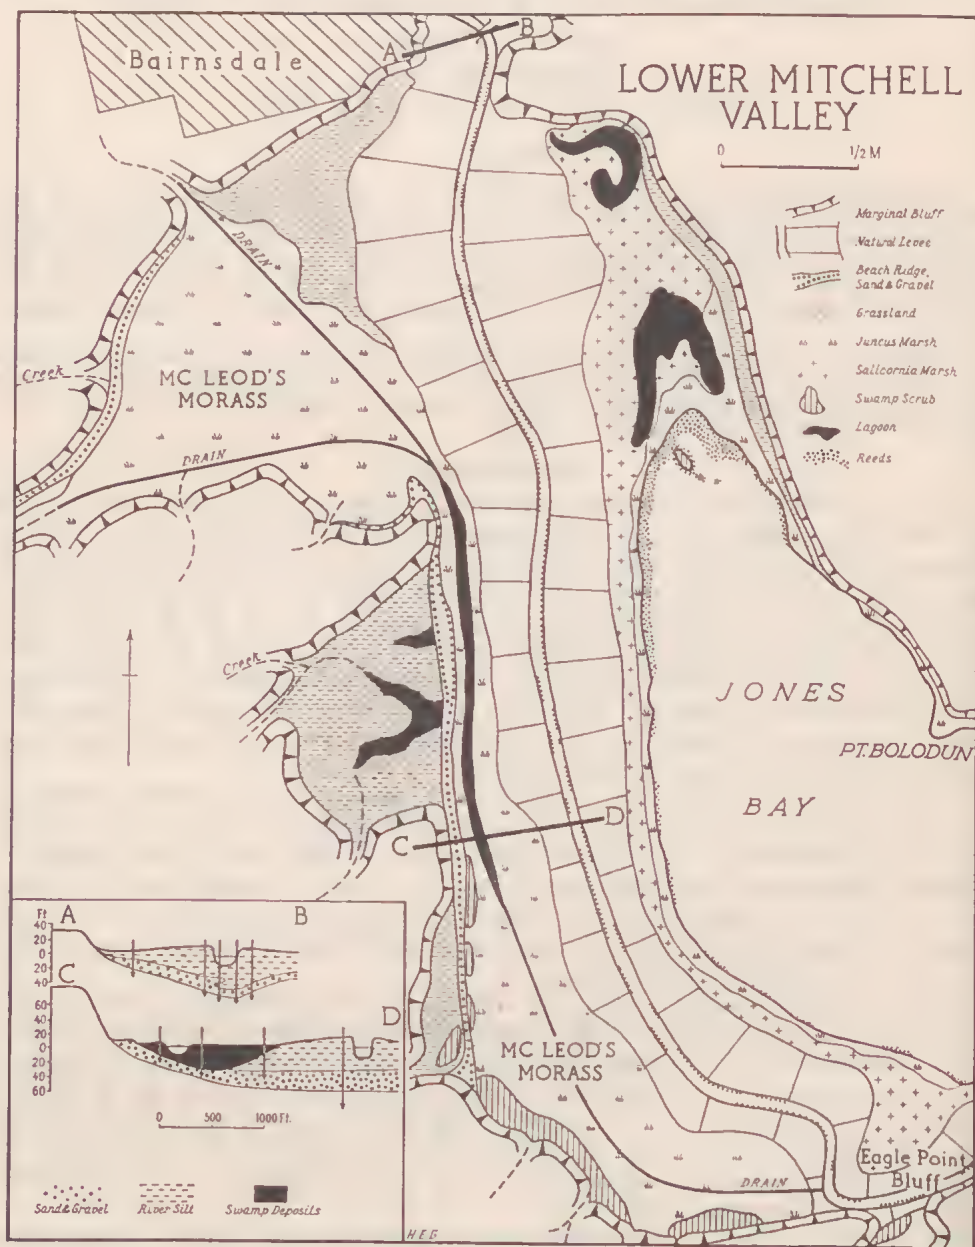 Bairnsdale
A
B
LOWER MITCHELL
VALLEY
0 1/2 M
Marginal Bluff
Natural Levee
Beach Ridge,
Sand & Gravel
Grassland
Juncus Marsh
Salicornia Marsh
Swamp Scrub
Lagoon
Reeds
DRAIN
Creek
MC LEOD'S
MORASS
DRAIN
Creek
JONES
BAY
PT. BOLODUN
C
D
MC LEOD'S
MORASS
DRAIN
Eagle Point
Bluff
Ft A B
40
20
0
20
40
C
D
60
40
20
0
20
40
60
0 500 1000 Ft.
Sand & Gravel River Silt Swamp Deposits
H.E.G